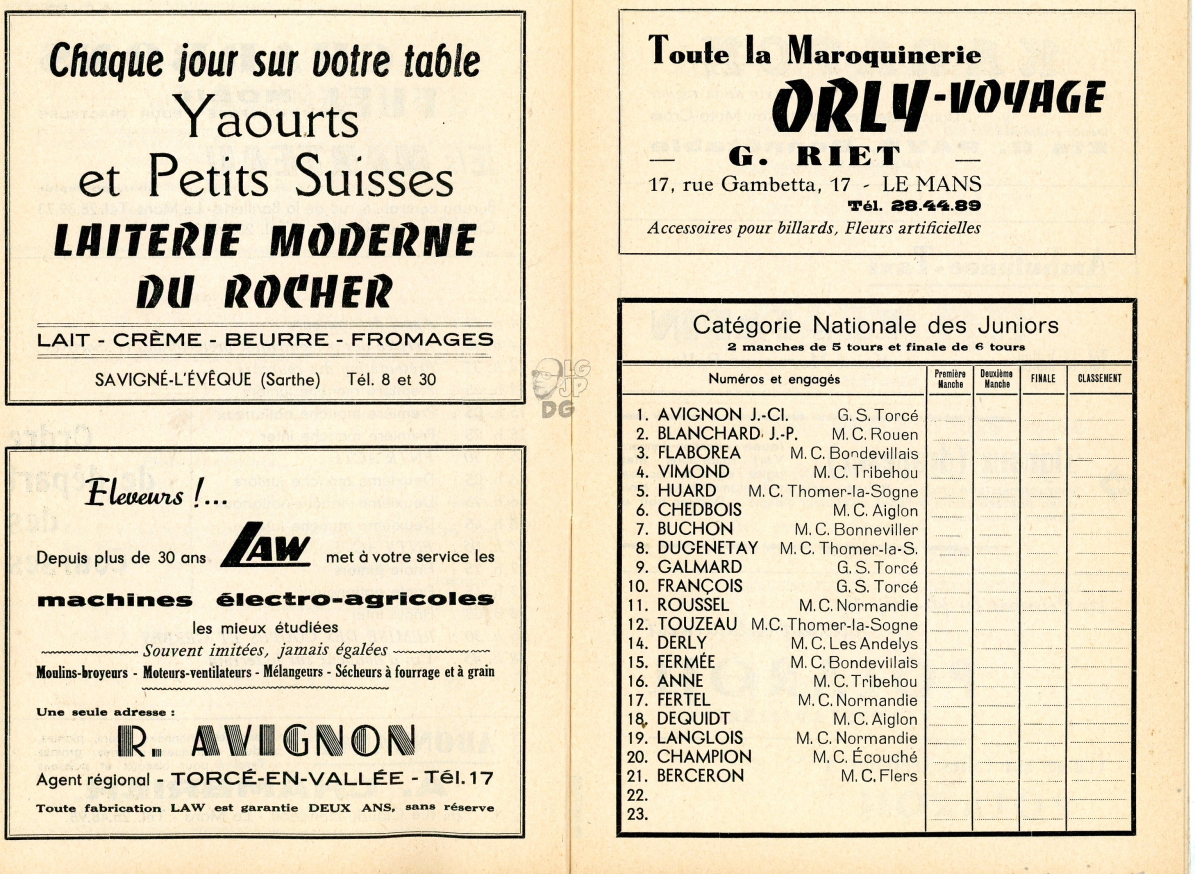 Chaque jour sur votre table
Yaourts
et Petits Suisses
LAITERIE MODERNE
DU ROCHER
LAIT - CRÈME - BEURRE - FROMAGES
SAVIGNÉ-L'ÉVÊQUE (Sarthe) Tél. 8 et 30
Eleveurs !...
Depuis plus de 30 ans LAW met à votre service les
machines électro-agricoles
les mieux étudiées
Souvent imitées, jamais égalées
Moulins-broyeurs - Moteurs-ventilateurs - Mélangeurs - Sécheurs à fourrage et à grain
Une seule adresse :
R. AVIGNON
Agent régional - TORCÉ-EN-VALLÉE - Tél. 17
Toute fabrication LAW est garantie DEUX ANS, sans réserve
LG
JP
DG
Toute la Maroquinerie
ORLY-VOYAGE
— G. RIET —
17, rue Gambetta, 17 - LE MANS
Tél. 28.44.89
Accessoires pour billards, Fleurs artificielles
Catégorie Nationale des Juniors
2 manches de 5 tours et finale de 6 tours
Numéros et engagés Première Manche Deuxième Manche FINALE CLASSEMENT
1. AVIGNON J.-Cl. G. S. Torcé
2. BLANCHARD J.-P. M. C. Rouen
3. FLABOREA M. C. Bondevillais
4. VIMOND M. C. Tribehou
5. HUARD M. C. Thomer-la-Sogne
6. CHEDBOIS M. C. Aiglon
7. BUCHON M. C. Bonneviller
8. DUGENETAY M. C. Thomer-la-S.
9. GALMARD G. S. Torcé
10. FRANÇOIS G. S. Torcé
11. ROUSSEL M. C. Normandie
12. TOUZEAU M. C. Thomer-la-Sogne
14. DERLY M. C. Les Andelys
15. FERMÉE M. C. Bondevillais
16. ANNE M. C. Tribehou
17. FERTEL M. C. Normandie
18. DEQUIDT M. C. Aiglon
19. LANGLOIS M. C. Normandie
20. CHAMPION M. C. Écouché
21. BERCERON M. C. Flers
22.
23.